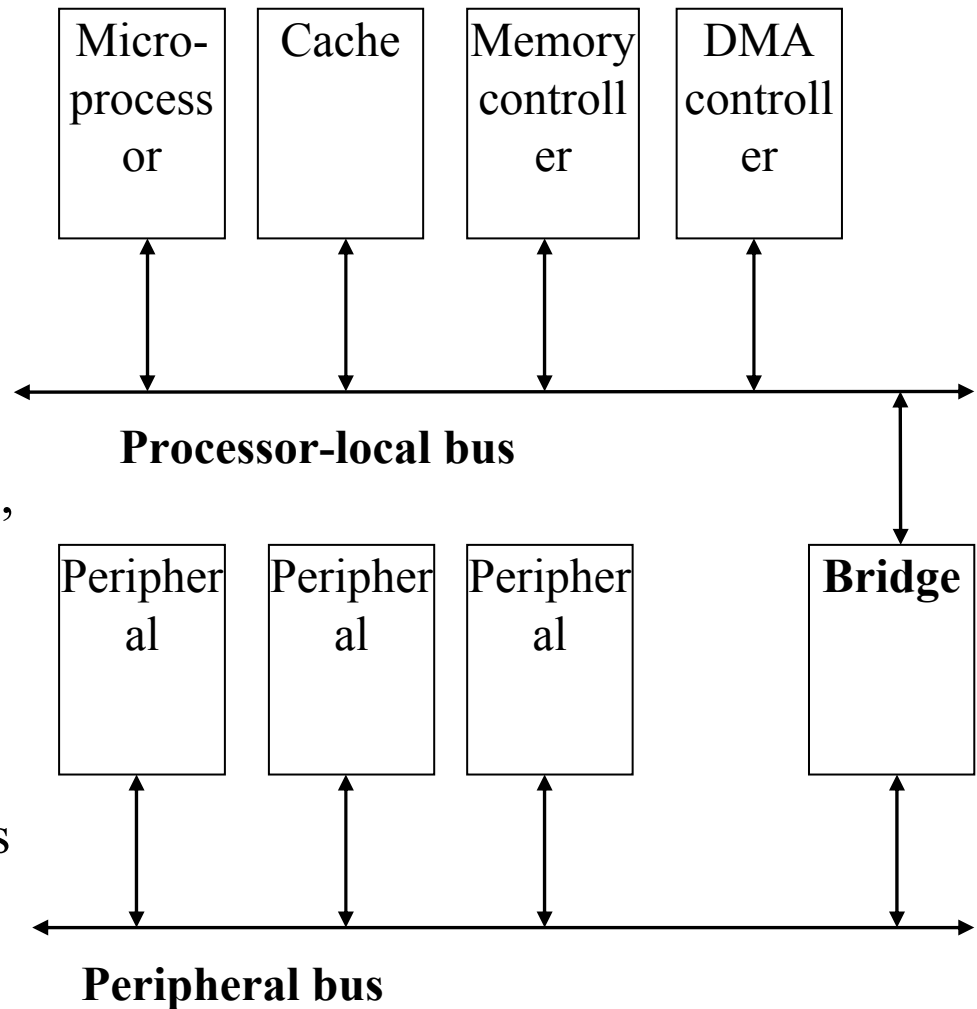 Micro-
process
or
Cache
Memory
controll
er
DMA
controll
er
Processor-local bus
,
Peripher
al
Peripher
al
Peripher
al
Bridge
s
Peripheral bus